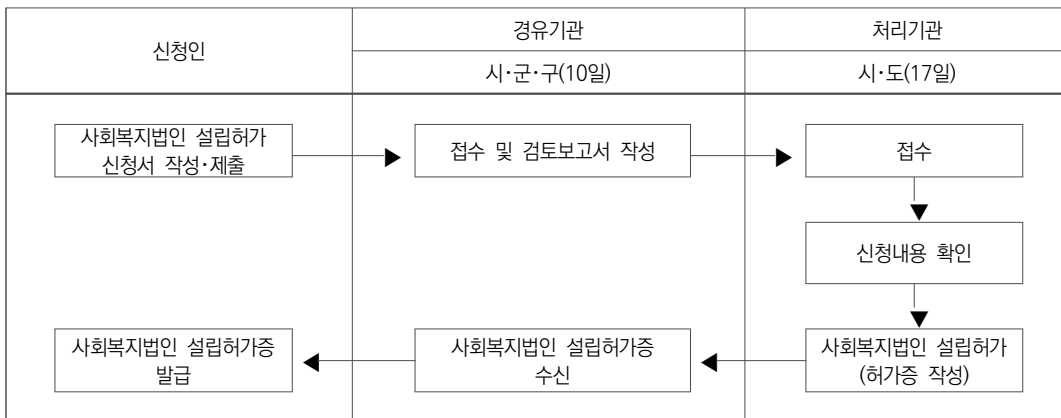 신청인
경유기관
처리기관
시·군·구(10일)
시·도(17일)
사회복지법인 설립허가
신청서 작성·제출
접수 및 검토보고서 작성
접수
신청내용 확인
사회복지법인 설립허가증
발급
사회복지법인 설립허가증
수신
사회복지법인 설립허가
(허가증 작성)